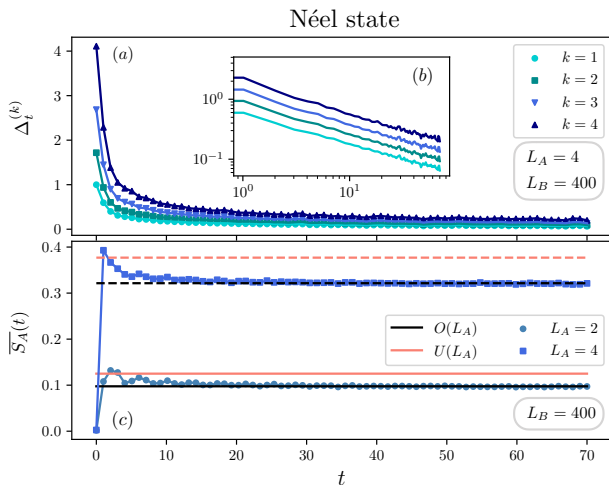 Néel state
Δ_t^{(k)}
4
3
2
1
0
(a)
(b)
10^0
10^{-1}
10^0
10^1
k = 1
k = 2
k = 3
k = 4
L_A = 4
L_B = 400
\overline{S_A}(t)
0.4
0.3
0.2
0.1
0.0
O(L_A)
U(L_A)
L_A = 2
L_A = 4
(c)
L_B = 400
0 10 20 30 40 50 60 70
t